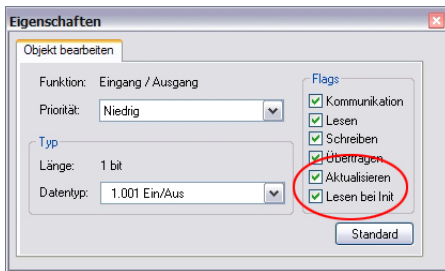 Eigenschaften
Objekt bearbeiten
Funktion: Eingang / Ausgang
Priorität: Niedrig
Typ
Länge: 1 bit
Datentyp: 1.001 Ein/Aus
Flags
Kommunikation
Lesen
Schreiben
Übertragen
Aktualisieren
Lesen bei Init
Standard